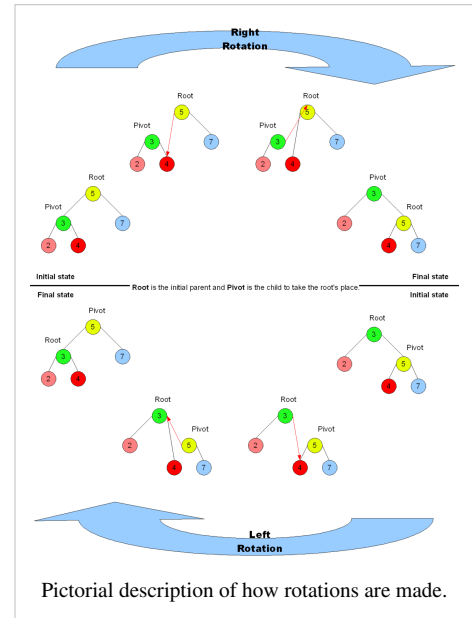 Right
Rotation
Root
Root
5
5
Pivot
Pivot
3
7
3
7
2
4
2
4
Root
Pivot
5
3
Pivot
Root
3
7
2
5
2
4
4
7
Initial state
Final state
Root is the initial parent and Pivot is the child to take the root's place.
Final state
Initial state
Pivot
Root
5
3
Root
Pivot
3
7
2
5
2
4
4
7
Root
Root
3
3
Pivot
Pivot
2
5
2
5
4
7
4
7
Left
Rotation
Pictorial description of how rotations are made.